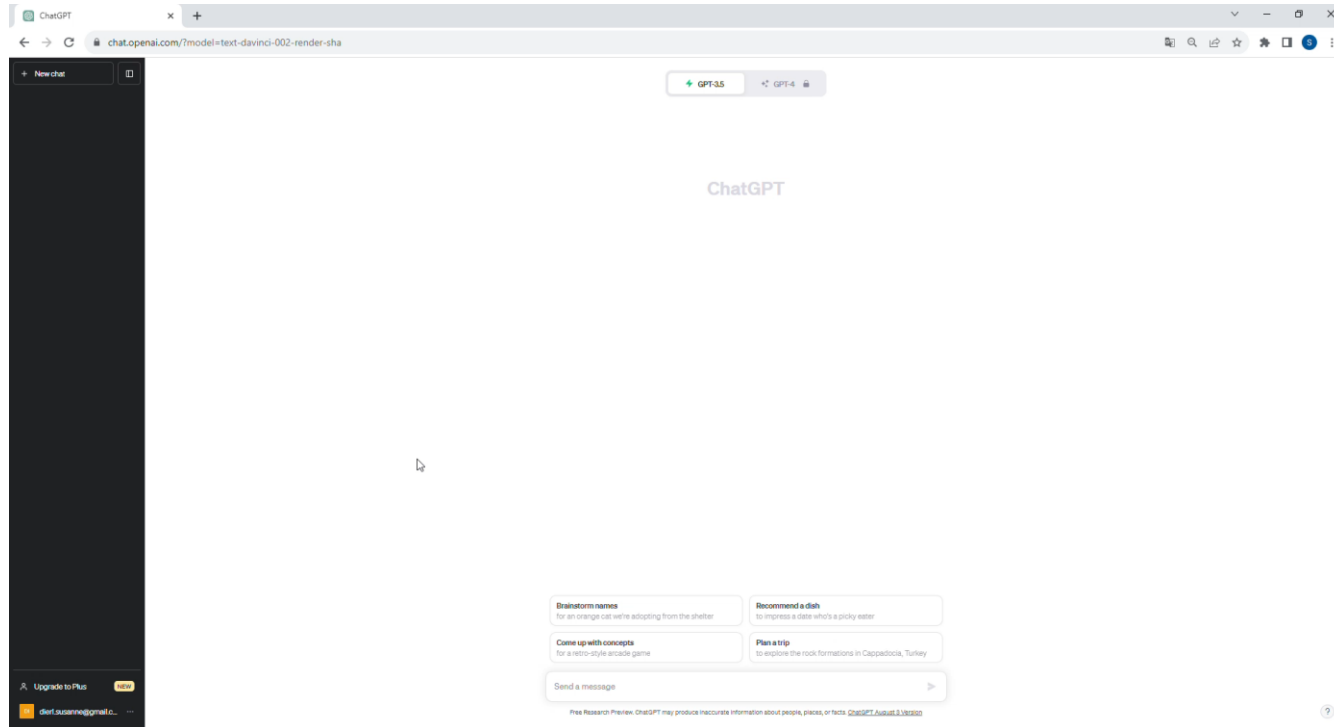 ChatGPT
chat.openai.com/?model=text-davinci-002-render-sha
S
New chat
GPT-3.5
GPT-4
ChatGPT
Brainstorm names
for an orange cat we're adopting from the shelter
Recommend a dish
to impress a date who's a picky eater
Come up with concepts
for a retro-style arcade game
Plan a trip
to explore the rock formations in Cappadocia, Turkey
Upgrade to Plus
NEW
Send a message
DI
dierl.susanne@gmail.c...
Free Research Preview. ChatGPT may produce inaccurate information about people, places, or facts. ChatGPT August 3 Version
?